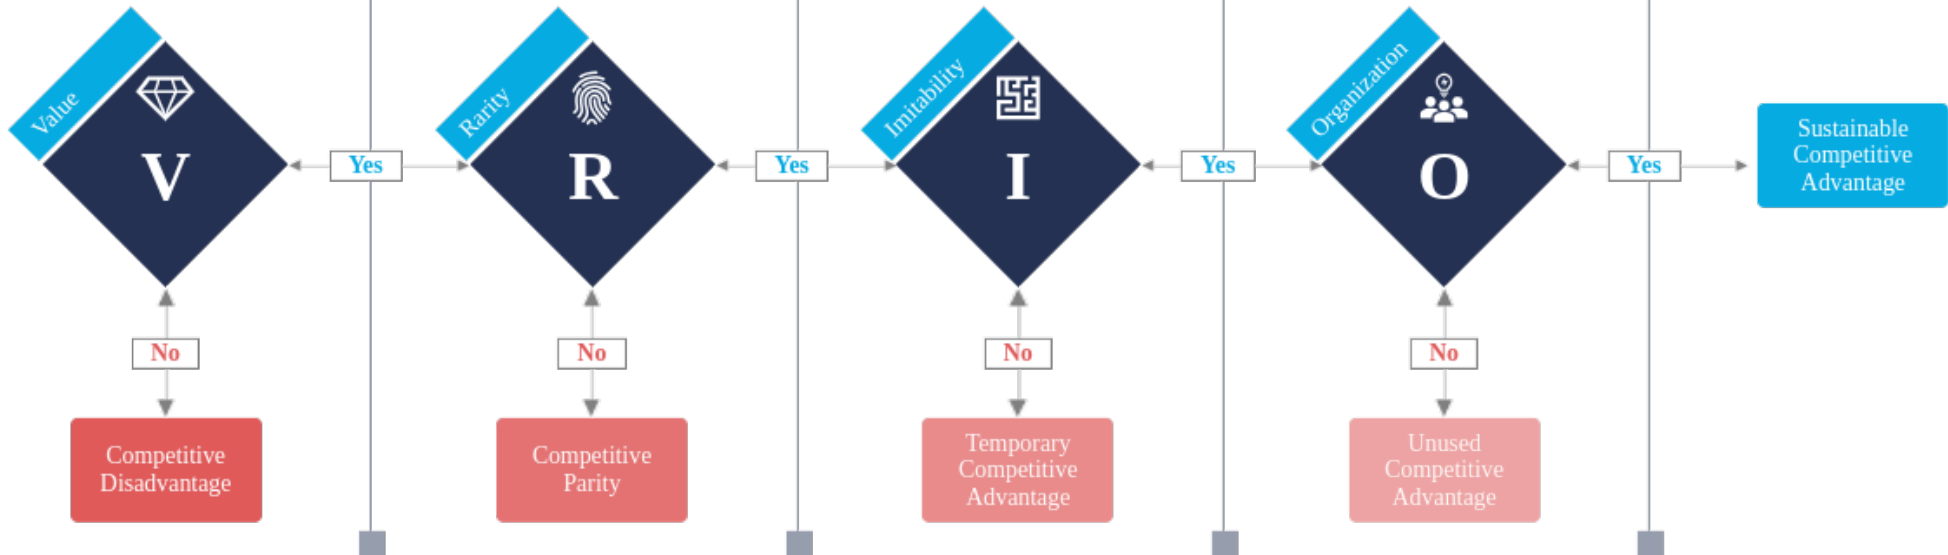 Value
V
Yes
Rarity
R
Yes
Imitability
I
Yes
Organization
O
Yes
Sustainable
Competitive
Advantage
No
No
No
No
Competitive
Disadvantage
Competitive
Parity
Temporary
Competitive
Advantage
Unused
Competitive
Advantage